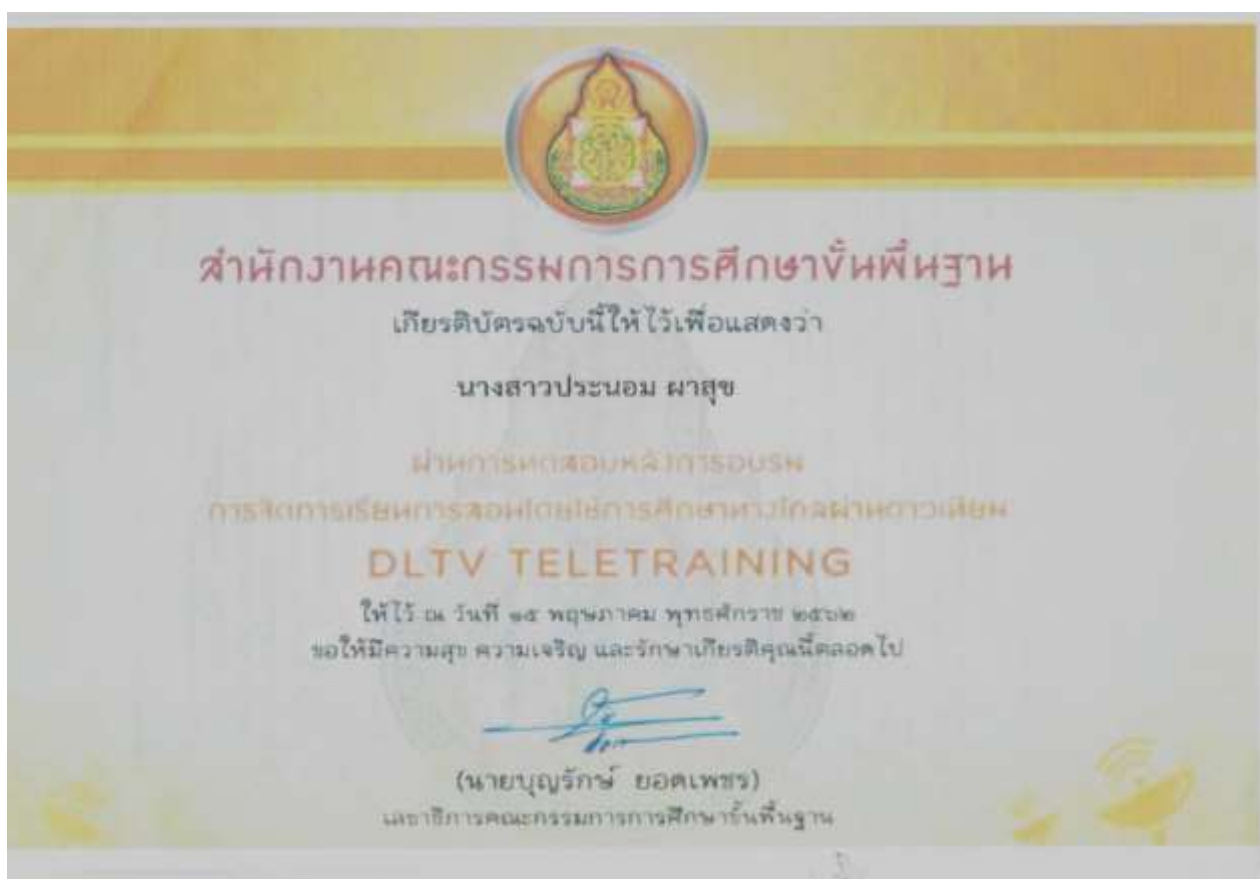 สำนักงานคณะกรรมการการศึกษาขั้นพื้นฐาน
เกียรติบัตรฉบับนี้ให้ไว้เพื่อแสดงว่า
นางสาวประนอม ผาสุข
ผ่านการทดสอบหลังการอบรม
การจัดการเรียนการสอนโดยใช้การศึกษาทางไกลผ่านดาวเทียม
DLTV TELETRAINING
ให้ไว้ ณ วันที่ ๑๕ พฤษภาคม พุทธศักราช ๒๕๖๒
ขอให้มีความสุข ความเจริญ และรักษาเกียรติคุณนี้ตลอดไป
(นายบุญรักษ์ ยอดเพชร)
เลขาธิการคณะกรรมการการศึกษาขั้นพื้นฐาน